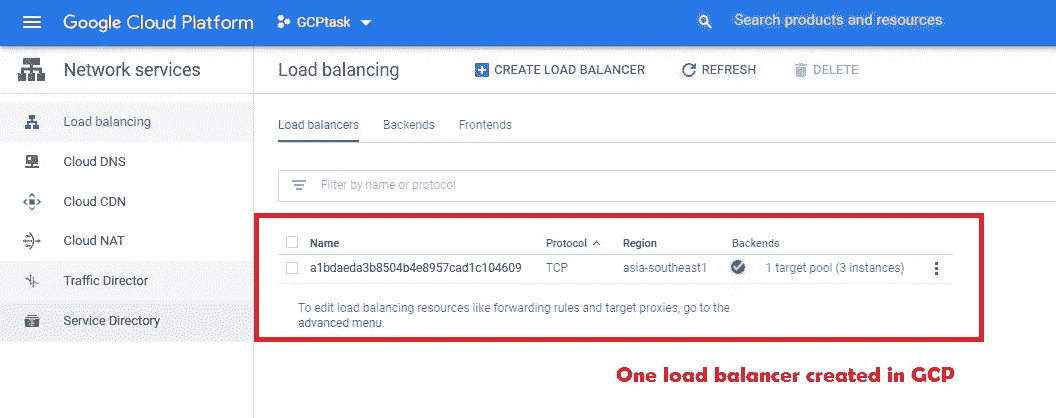 Google Cloud Platform GCPtask Search products and resources
Network services Load balancing CREATE LOAD BALANCER REFRESH DELETE
Load balancing
Cloud DNS
Cloud CDN
Cloud NAT
Traffic Director
Service Directory
Load balancers Backends Frontends
Filter by name or protocol
Name Protocol Region Backends
a1bdaeda3b8504b4e8957cad1c104609 TCP asia-southeast1 1 target pool (3 instances)
To edit load balancing resources like forwarding rules and target proxies, go to the
advanced menu.
One load balancer created in GCP